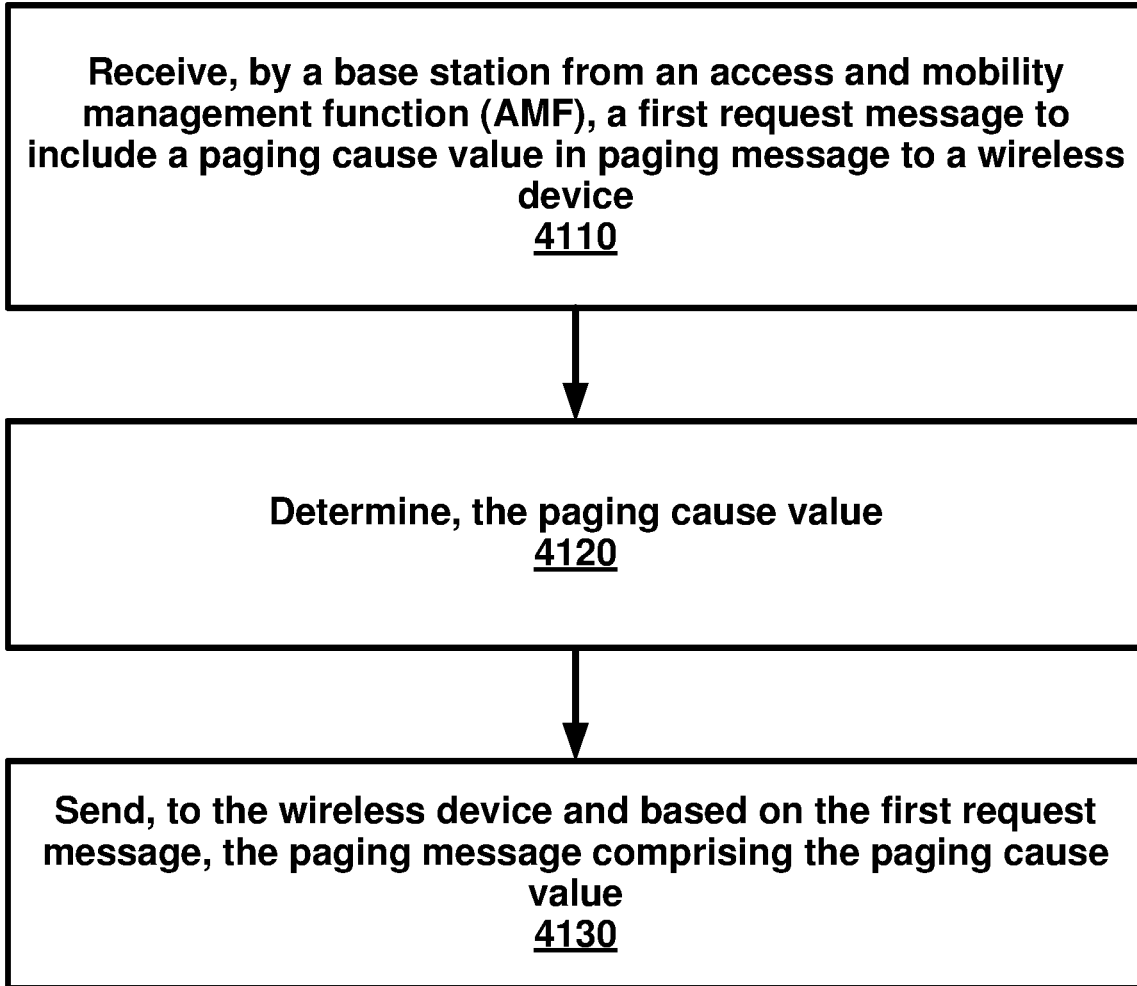 Receive, by a base station from an access and mobility
management function (AMF), a first request message to
include a paging cause value in paging message to a wireless
device
4110
Determine, the paging cause value
4120
Send, to the wireless device and based on the first request
message, the paging message comprising the paging cause
value
4130